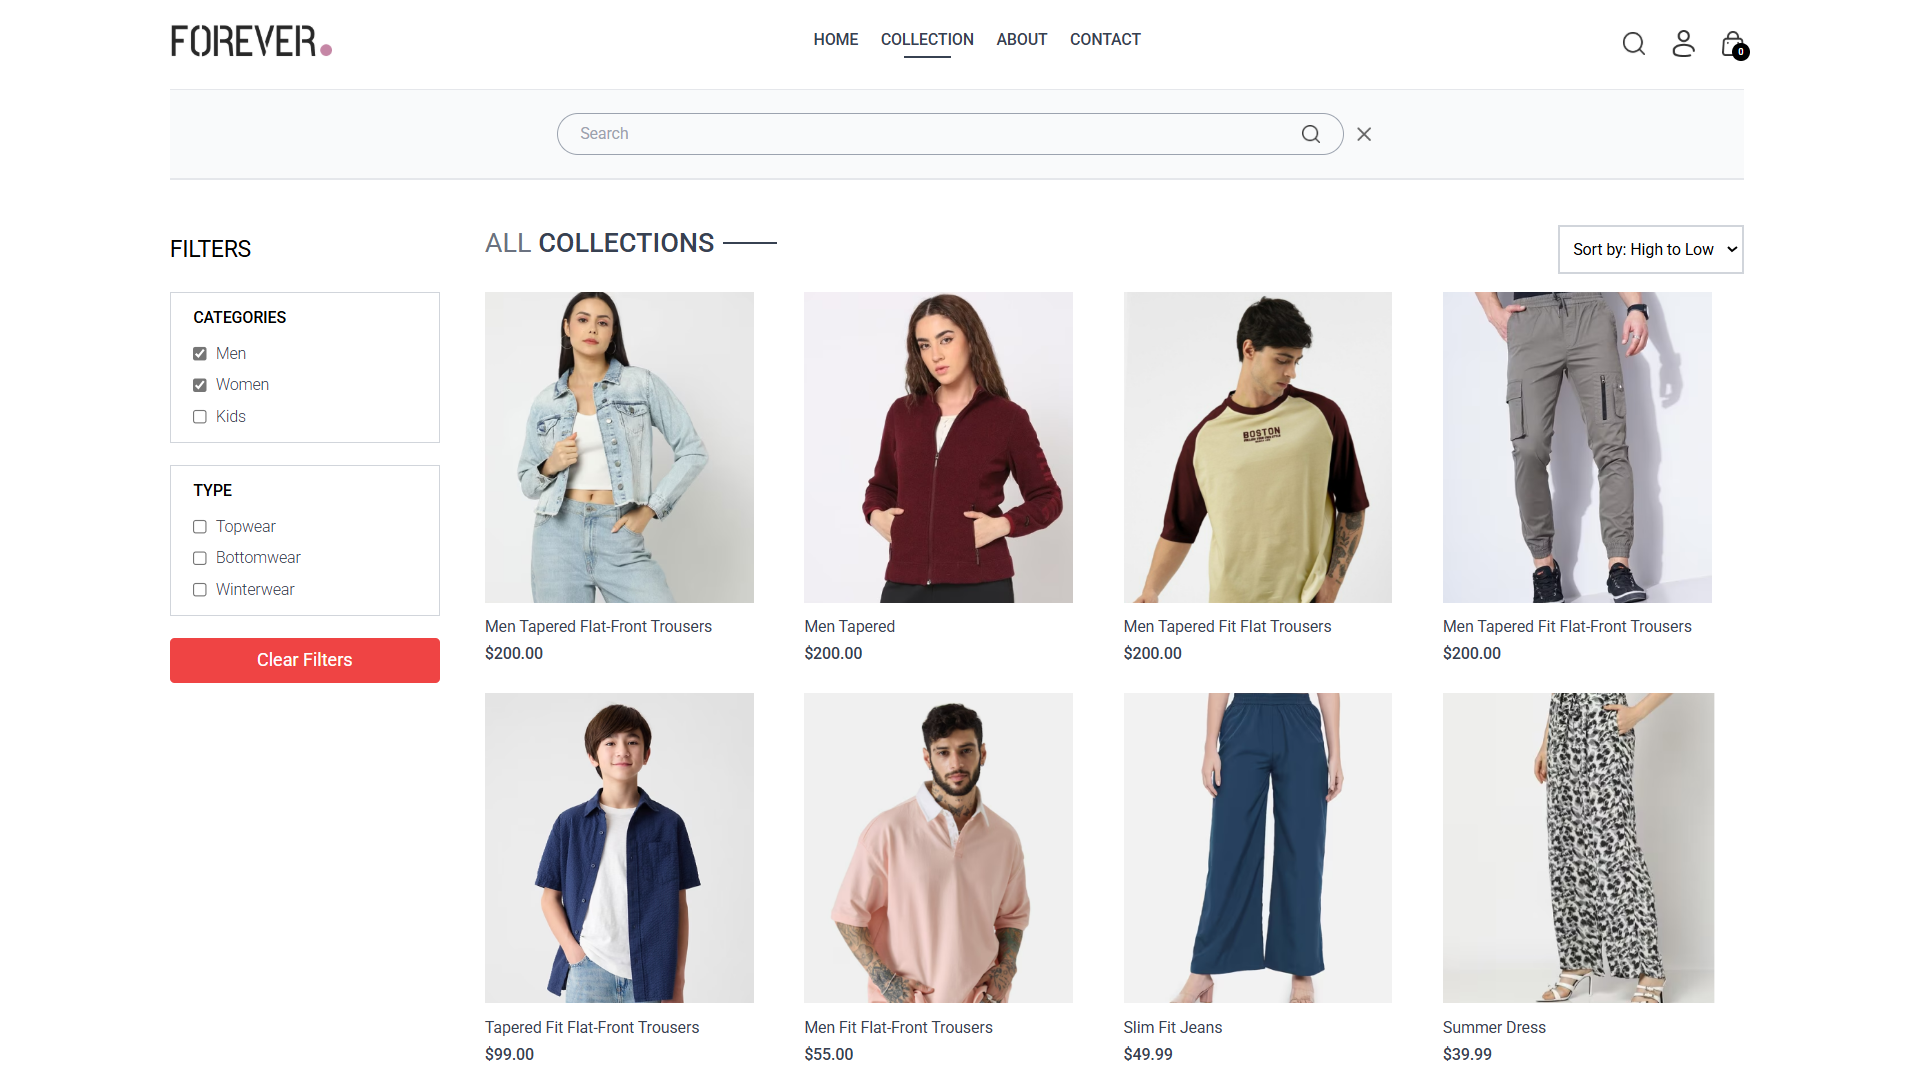 FOREVER.
HOME COLLECTION ABOUT CONTACT
0
Search
FILTERS
CATEGORIES
Men
Women
Kids
TYPE
Topwear
Bottomwear
Winterwear
Clear Filters
ALL COLLECTIONS
Sort by: High to Low
BOSTON
Men Tapered Flat-Front Trousers
$200.00
Men Tapered
$200.00
Men Tapered Fit Flat Trousers
$200.00
Men Tapered Fit Flat-Front Trousers
$200.00
Tapered Fit Flat-Front Trousers
$99.00
Men Fit Flat-Front Trousers
$55.00
Slim Fit Jeans
$49.99
Summer Dress
$39.99